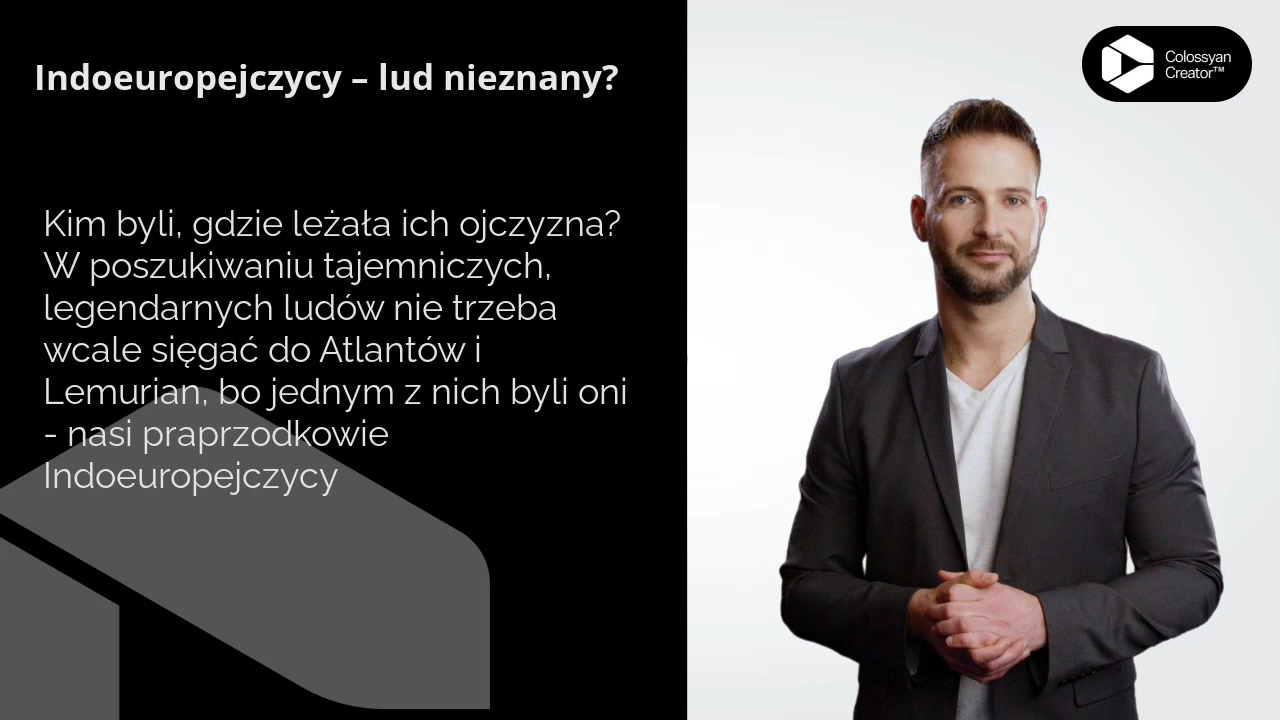 Indoeuropejczycy – lud nieznany?
Kim byli, gdzie leżała ich ojczyzna?
W poszukiwaniu tajemniczych,
legendarnych ludów nie trzeba
wcale sięgać do Atlantów i
Lemurian, bo jednym z nich byli oni
- nasi praprzodkowie
Indoeuropejczycy
Colossyan
Creator™